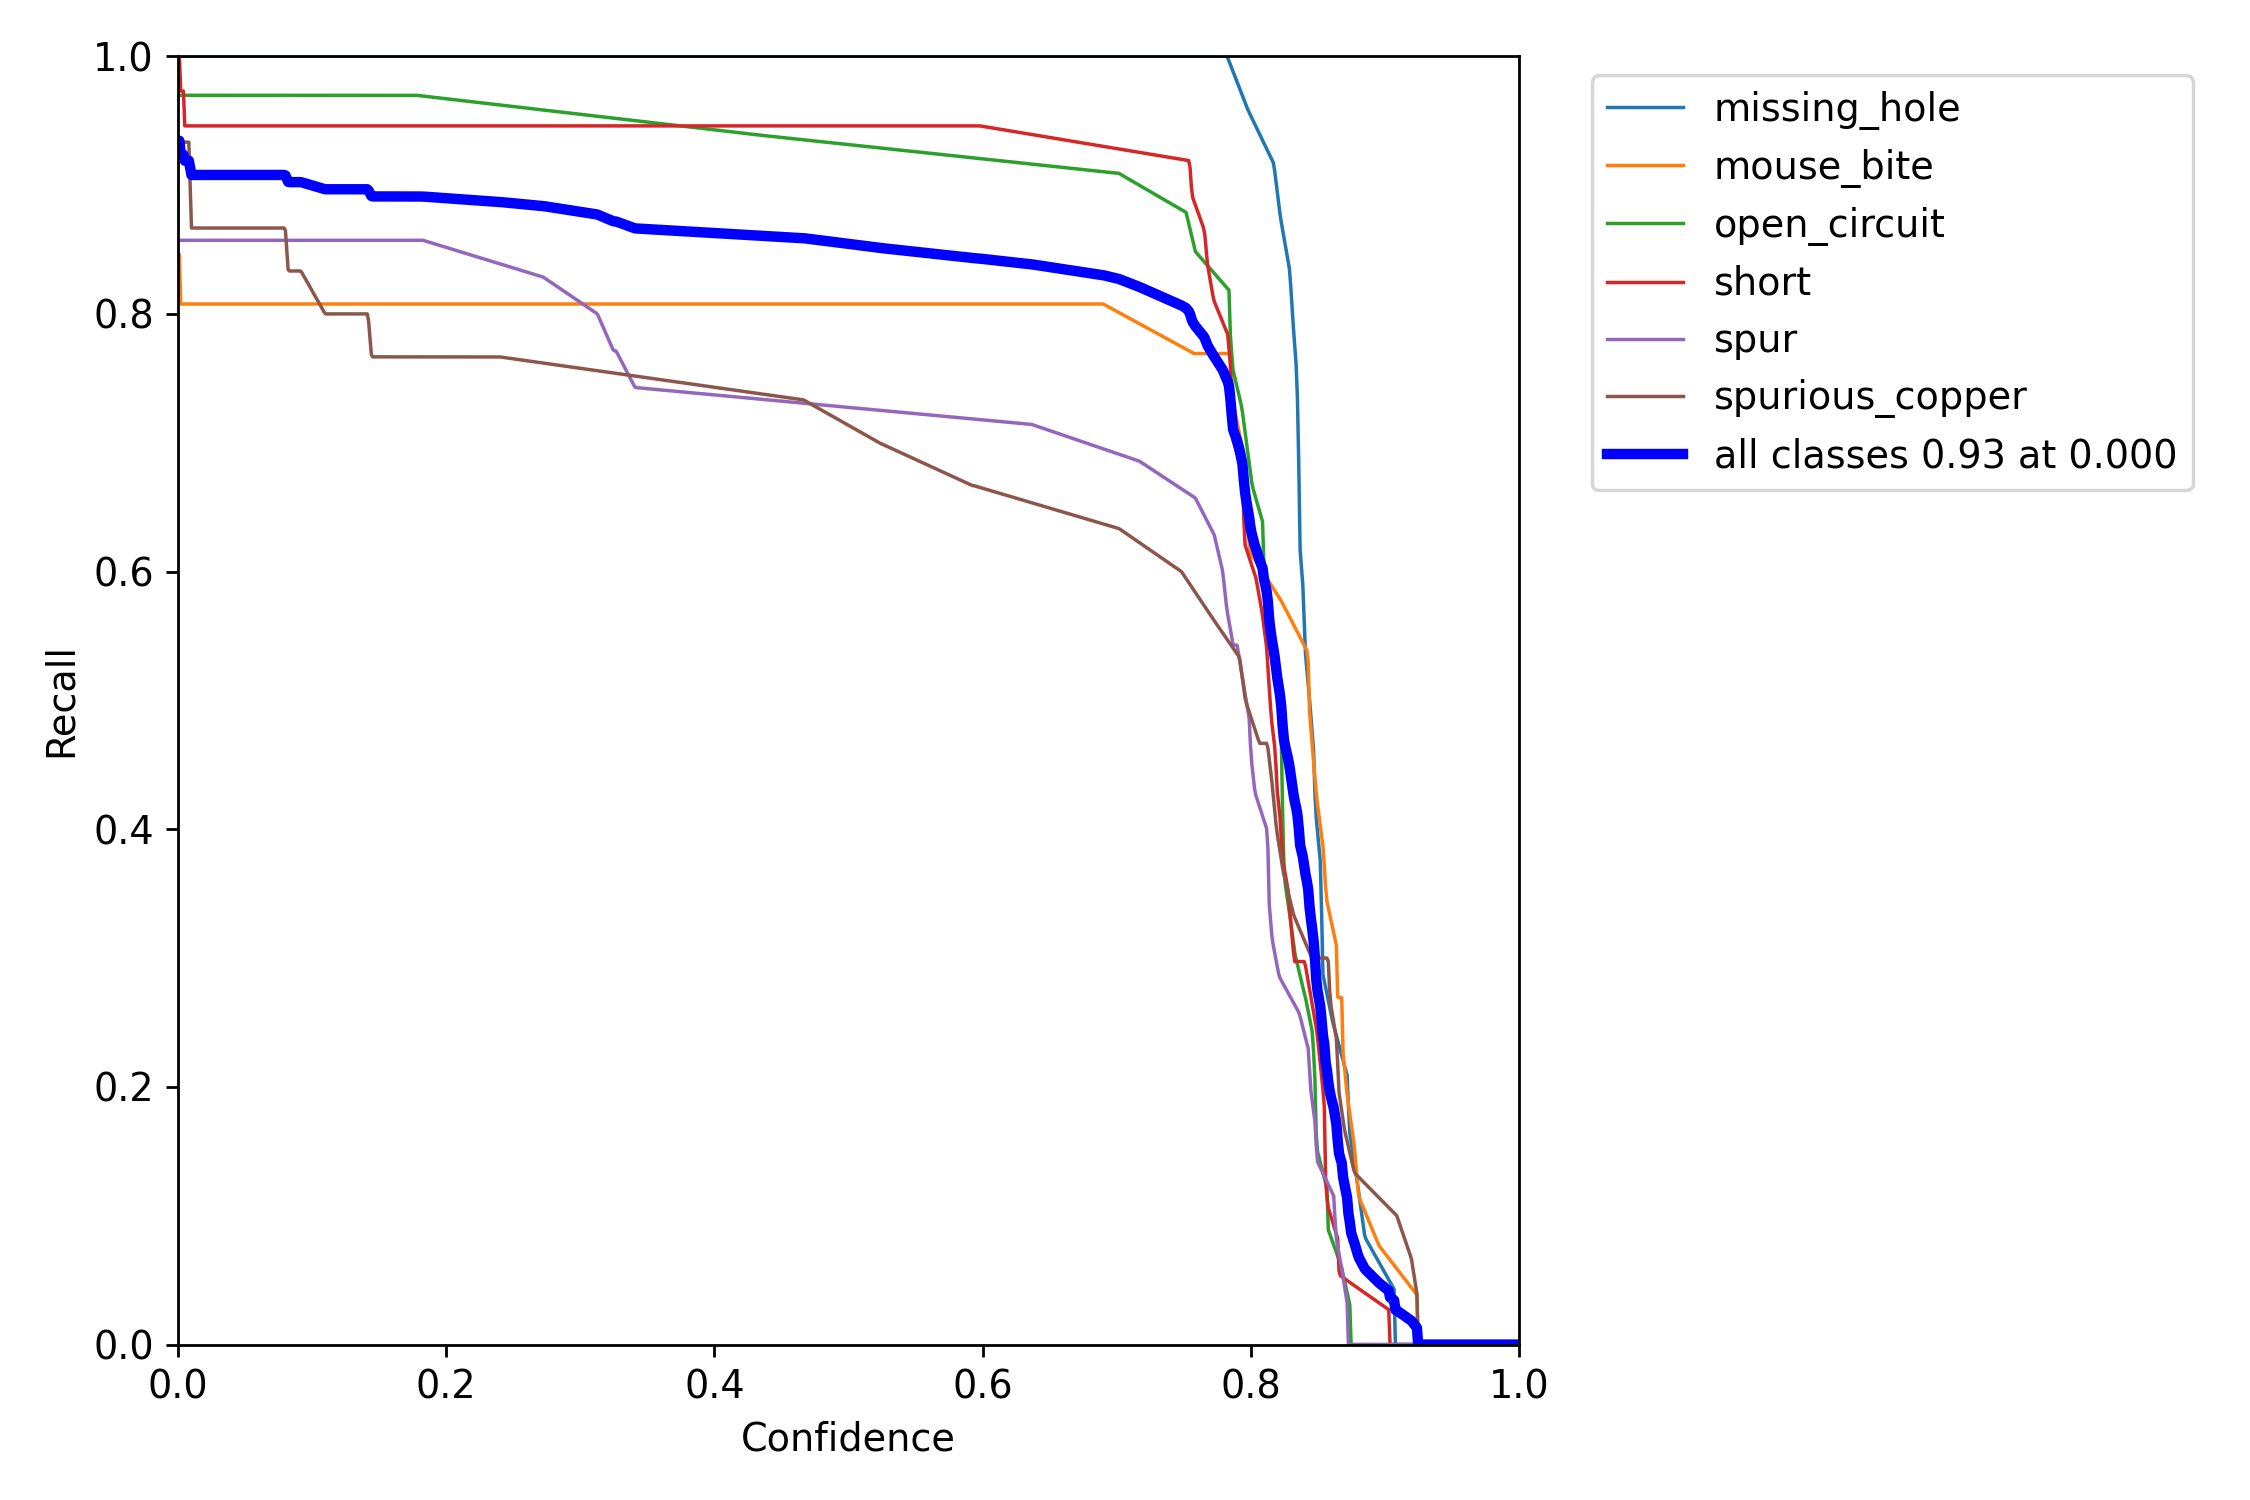 1.0
0.8
0.6
0.4
0.2
0.0
Recall
0.0 0.2 0.4 0.6 0.8 1.0
Confidence
missing_hole
mouse_bite
open_circuit
short
spur
spurious_copper
all classes 0.93 at 0.000